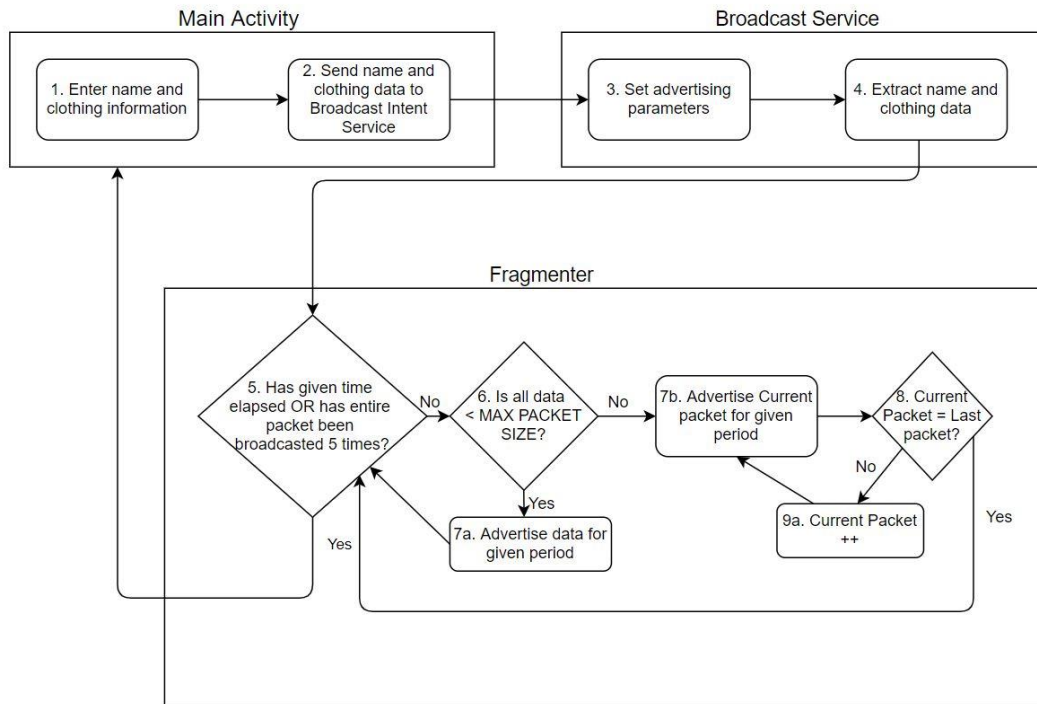 Main Activity
Broadcast Service
1. Enter name and
clothing information
2. Send name and
clothing data to
Broadcast Intent
Service
3. Set advertising
parameters
4. Extract name and
clothing data
Fragmenter
5. Has given time
elapsed OR has entire
packet been
broadcasted 5 times?
No
6. Is all data
< MAX PACKET
SIZE?
No
7b. Advertise Current
packet for given
period
8. Current
Packet = Last
packet?
No
9a. Current Packet
++
Yes
Yes
7a. Advertise data for
given period
Yes